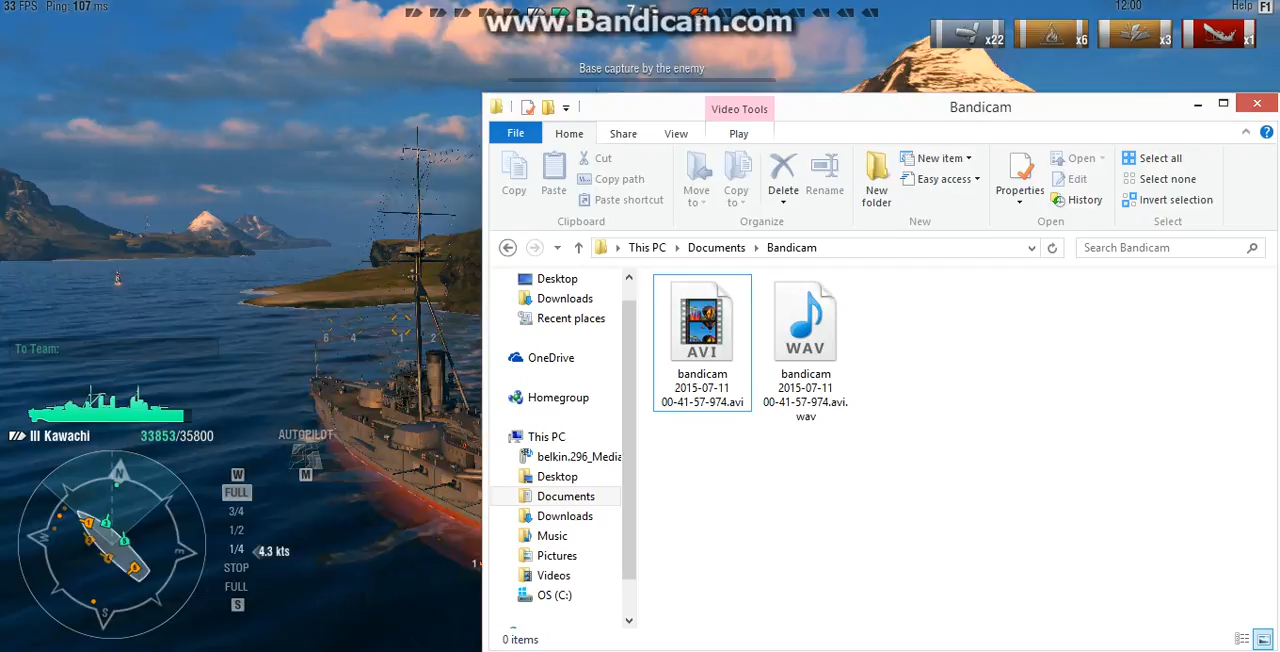 33 FPS Ping: 107 ms
www.Bandicam.com
12:00
Help F1
x22
x6
x3
x1
Base capture by the enemy
Video Tools
Bandicam
File
Home
Share
View
Play
Copy
Paste
Cut
Copy path
Paste shortcut
Clipboard
Move to
Copy to
Delete
Rename
Organize
New folder
New item
Easy access
New
Properties
Open
Edit
History
Open
Select all
Select none
Invert selection
Select
This PC
Documents
Bandicam
Search Bandicam
Desktop
Downloads
Recent places
OneDrive
Homegroup
This PC
belkin.296_Media
Desktop
Documents
Downloads
Music
Pictures
Videos
OS (C:)
AVI
bandicam
2015-07-11
00-41-57-974.avi
WAV
bandicam
2015-07-11
00-41-57-974.avi.
wav
0 items
6 4 1 2
To Team:
III Kawachi
33853/35800
AUTOPILOT
M
W
FULL
3/4
1/2
1/4
4.3 kts
STOP
FULL
S
N
W
E
S